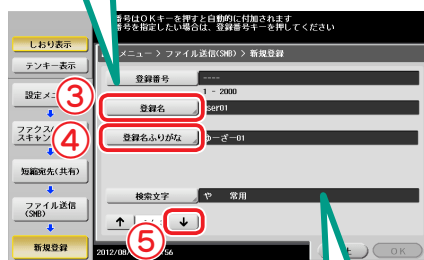 番号はOKキーを押すと自動的に付加されます
番号を指定したい場合は、登録番号キーを押してください
しおり表示
メニュー > ファイル送信(SMB) > 新規登録
テンキー表示
登録番号 ----
1 - 2000
設定メニ
③
登録名 ser01
ファクス/
スキャン
④
登録名ふりがな ーざー01
短縮宛先(共有)
検索文字 や 常用
ファイル送信
(SMB)
↑ ↓
⑤
新規登録
2012/08/ 56
OK